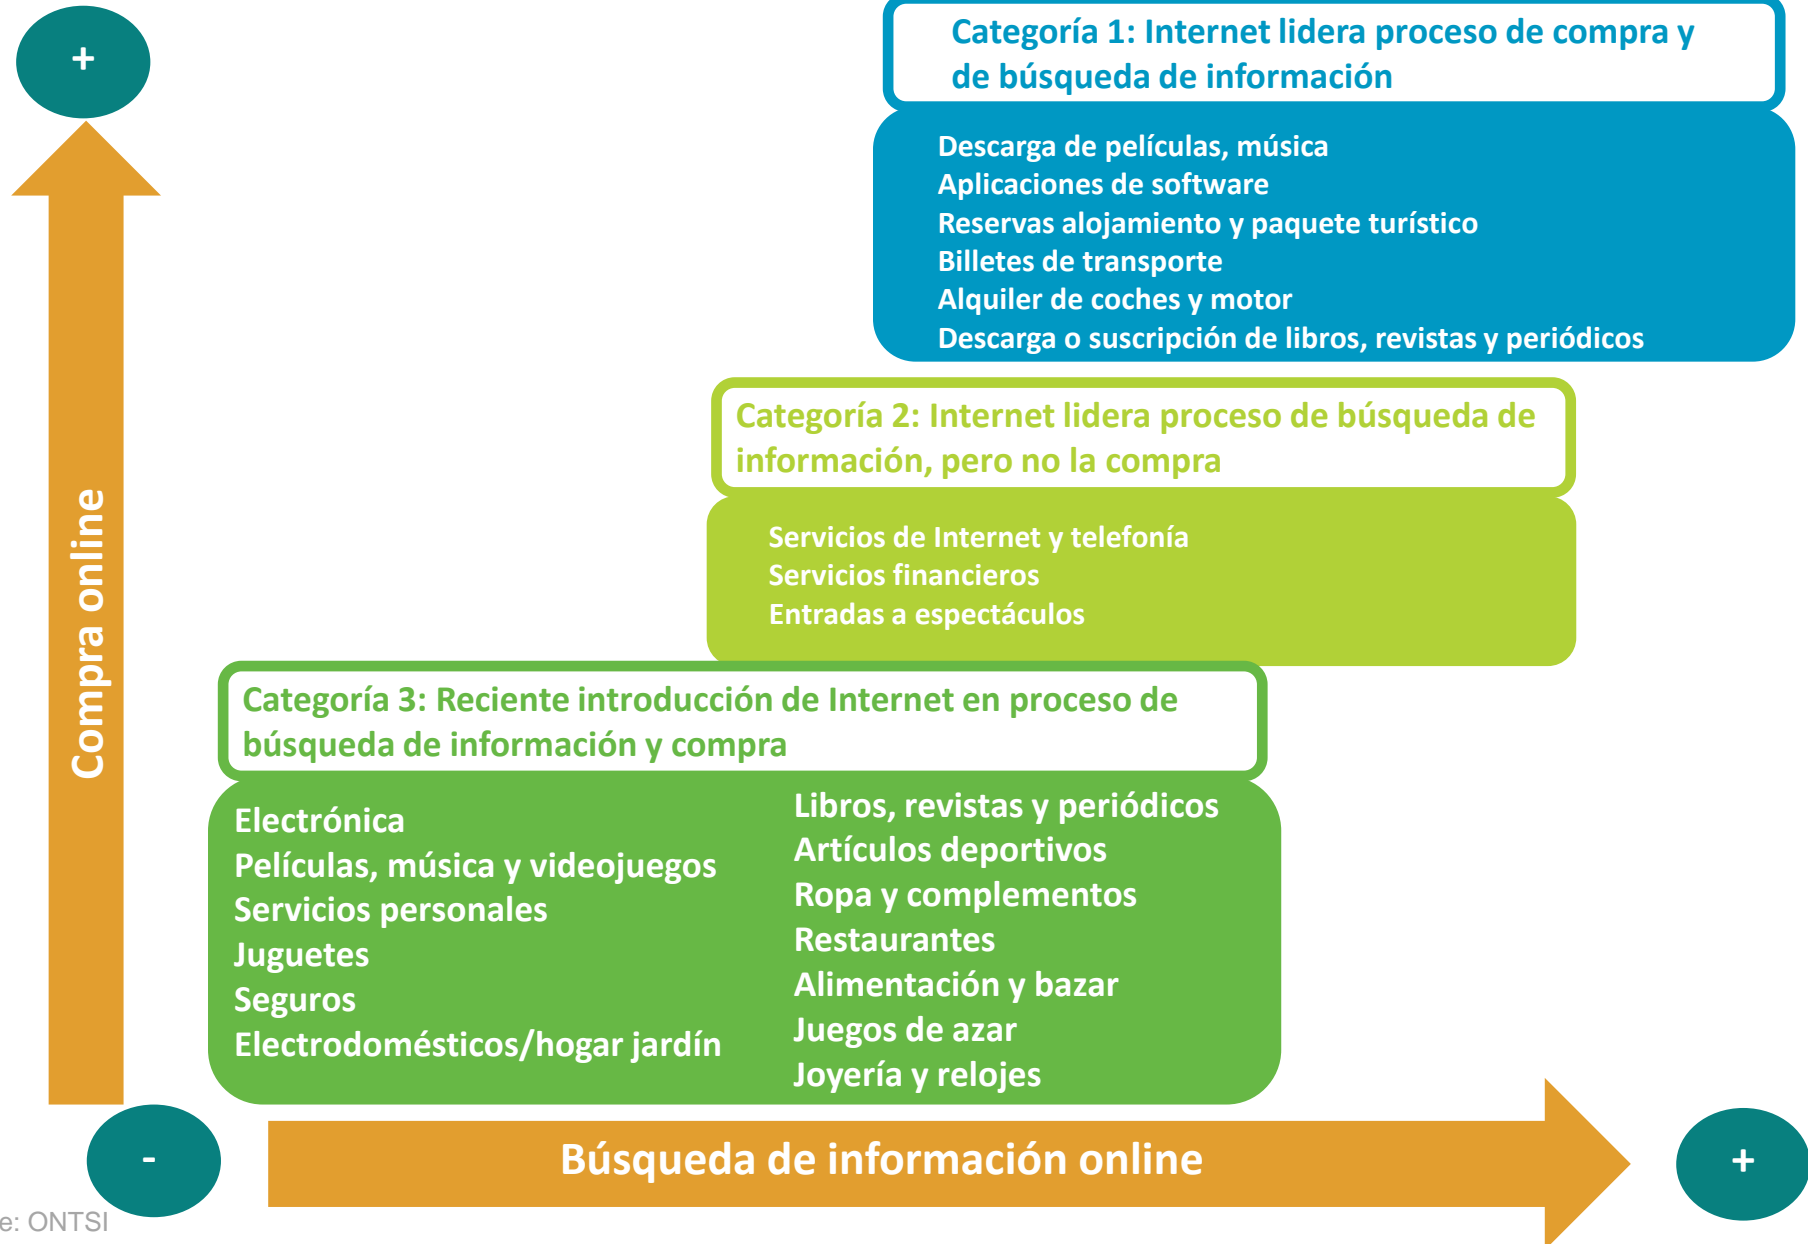 +
Categoría 1: Internet lidera proceso de compra y
de búsqueda de información
Descarga de películas, música
Aplicaciones de software
Reservas alojamiento y paquete turístico
Billetes de transporte
Alquiler de coches y motor
Descarga o suscripción de libros, revistas y periódicos
Categoría 2: Internet lidera proceso de búsqueda de
información, pero no la compra
Servicios de Internet y telefonía
Servicios financieros
Entradas a espectáculos
Compra online
Categoría 3: Reciente introducción de Internet en proceso de
búsqueda de información y compra
Electrónica
Películas, música y videojuegos
Servicios personales
Juguetes
Seguros
Electrodomésticos/hogar jardín
Libros, revistas y periódicos
Artículos deportivos
Ropa y complementos
Restaurantes
Alimentación y bazar
Juegos de azar
Joyería y relojes
-
Búsqueda de información online
+
e: ONTSI